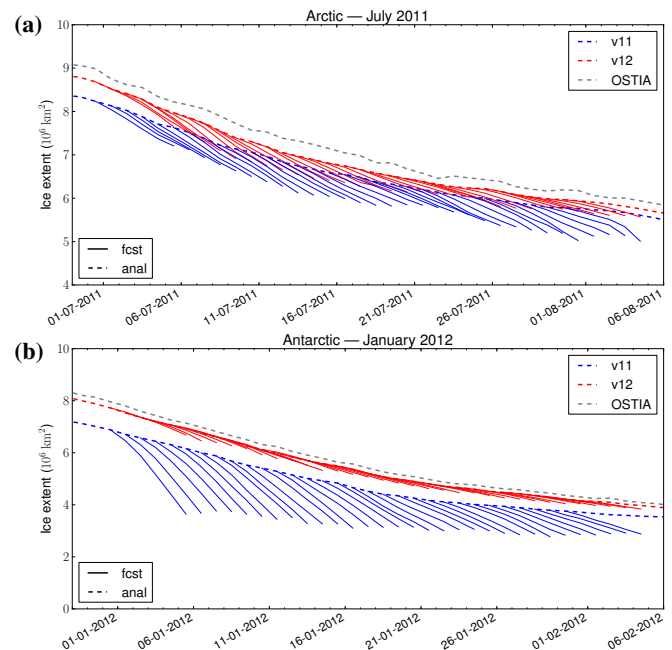 (a)
Arctic — July 2011
10
9
8
7
6
5
4
Ice extent (10⁶ km²)
v11
v12
OSTIA
fcst
anal
01-07-2011
06-07-2011
11-07-2011
16-07-2011
21-07-2011
26-07-2011
01-08-2011
06-08-2011
(b)
Antarctic — January 2012
10
8
6
4
2
0
Ice extent (10⁶ km²)
v11
v12
OSTIA
fcst
anal
01-01-2012
06-01-2012
11-01-2012
16-01-2012
21-01-2012
26-01-2012
01-02-2012
06-02-2012